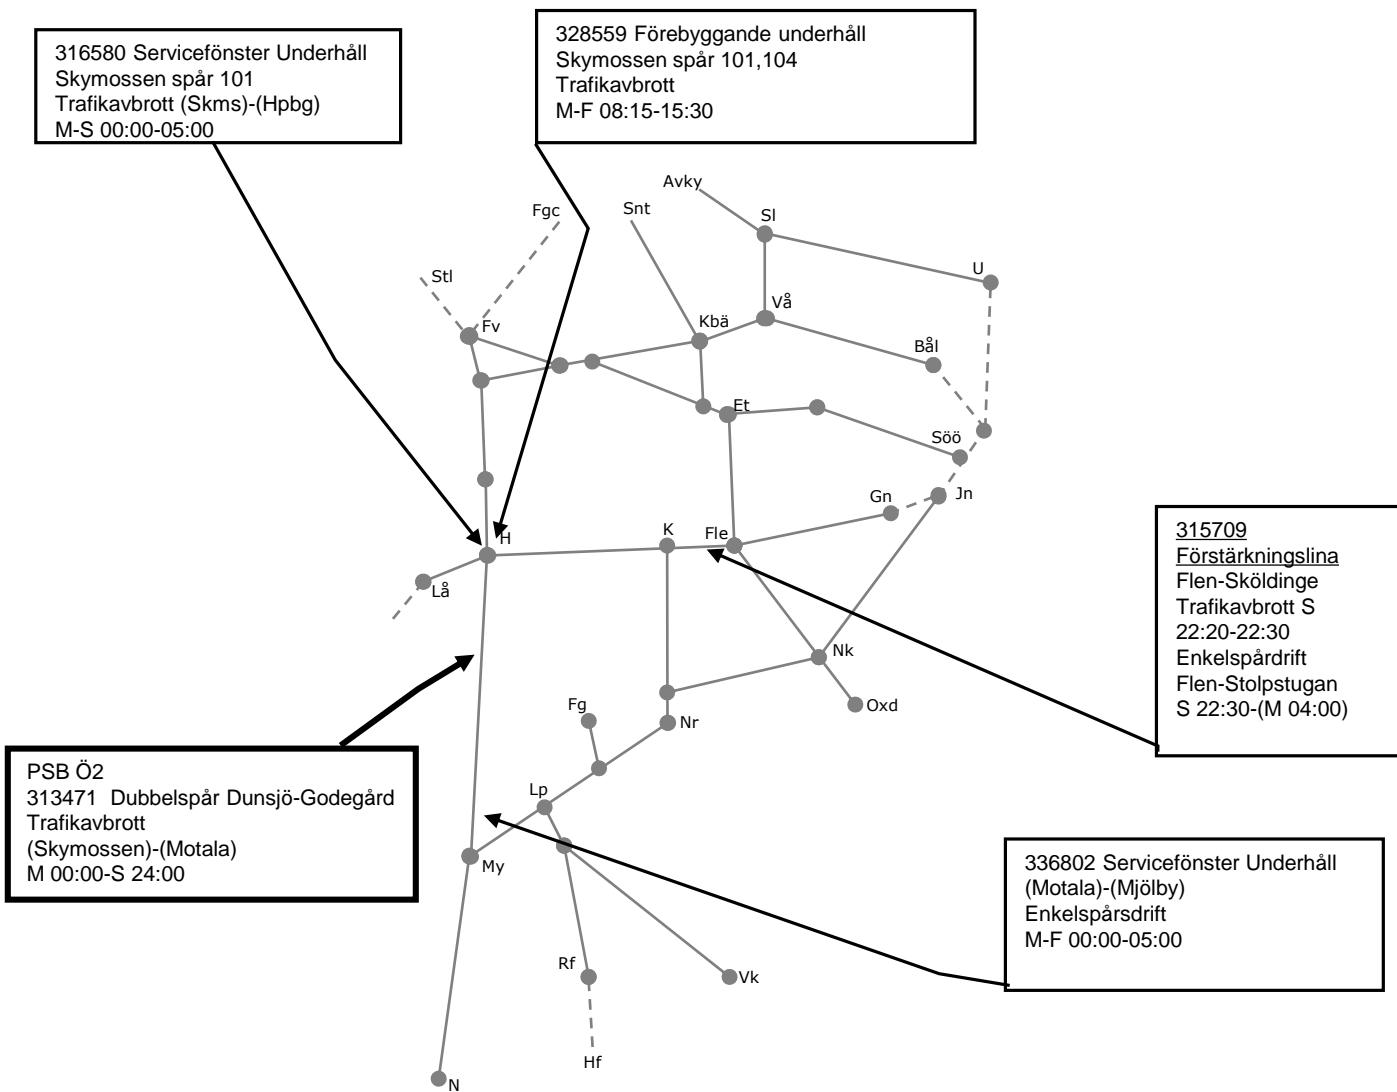 316580 Servicefönster Underhåll
Skymossen spår 101
Trafikavbrott (Skms)-(Hpbg)
M-S 00:00-05:00
328559 Förebyggande underhåll
Skymossen spår 101,104
Trafikavbrott
M-F 08:15-15:30
Avky
Fgc
Snt
Sl
Stl
U
Fv
Kbä
Vå
Bål
Et
Söö
Gn
Jn
H
K
Fle
Lå
315709
Förstärkningslina
Flen-Sköldinge
Trafikavbrott S
22:20-22:30
Enkelspårdrift
Flen-Stolpstugan
S 22:30-(M 04:00)
Nk
Oxd
Fg
Nr
PSB Ö2
313471 Dubbelspår Dunsjö-Godegård
Trafikavbrott
(Skymossen)-(Motala)
M 00:00-S 24:00
Lp
My
336802 Servicefönster Underhåll
(Motala)-(Mjölby)
Enkelspårsdrift
M-F 00:00-05:00
Rf
Vk
Hf
N